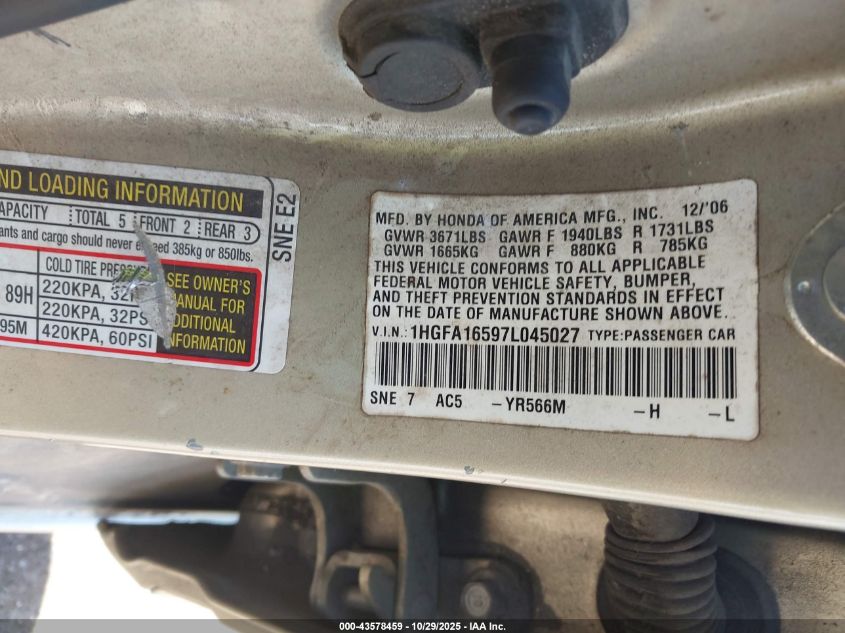 ND LOADING INFORMATION
APACITY TOTAL 5 FRONT 2 REAR 3
ants and cargo should never exceed 385kg or 850lbs.
COLD TIRE
89H 220KPA, 32
220KPA, 32PS
95M 420KPA, 60PSI
SEE OWNER'S
MANUAL FOR
ADDITIONAL
INFORMATION
SNE E2
MFD. BY HONDA OF AMERICA MFG., INC. 12/'06
GVWR 3671LBS GAWR F 1940LBS R 1731LBS
GVWR 1665KG GAWR F 880KG R 785KG
THIS VEHICLE CONFORMS TO ALL APPLICABLE
FEDERAL MOTOR VEHICLE SAFETY, BUMPER,
AND THEFT PREVENTION STANDARDS IN EFFECT
ON THE DATE OF MANUFACTURE SHOWN ABOVE.
V.I.N.: 1HGFA16597L045027 TYPE:PASSENGER CAR
SNE 7 AC5 -YR566M -H -L
000-43578459 - 10/29/2025 - IAA Inc.